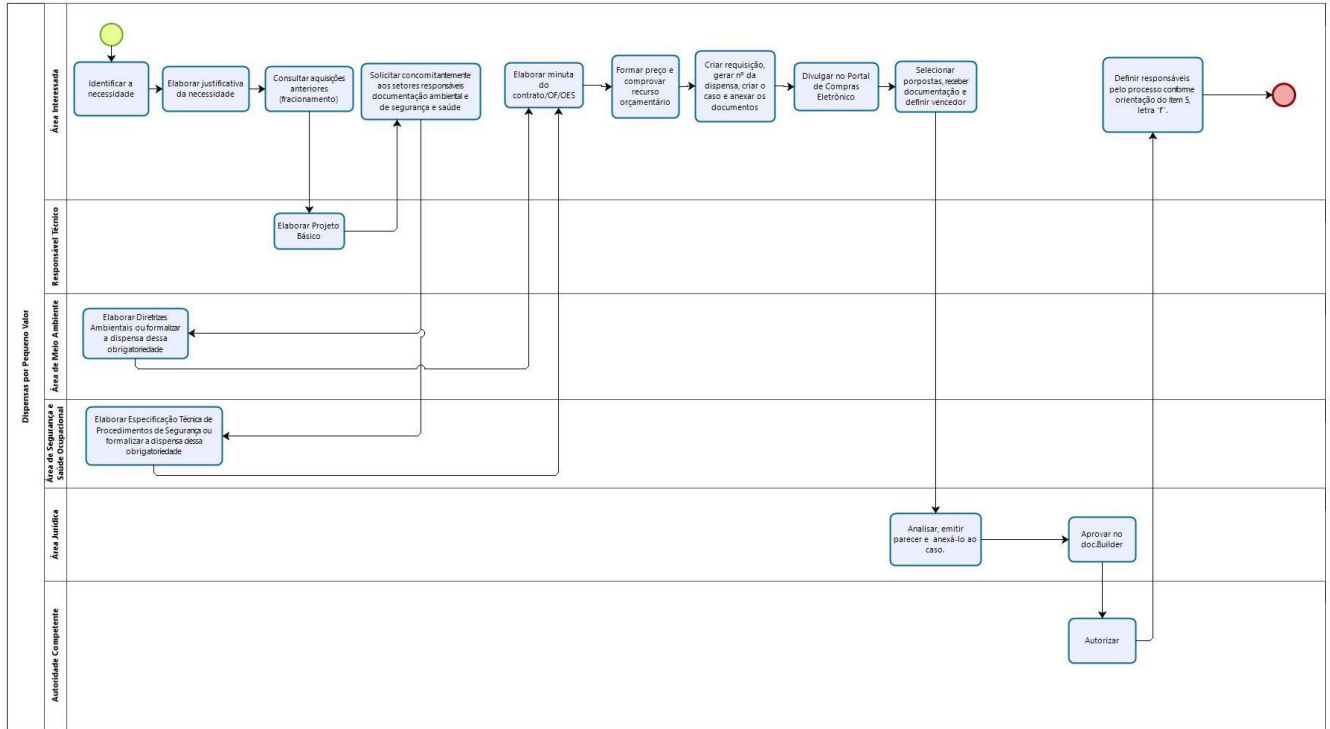 Dispensas por Pequeno Valor
Área Interessada
Identificar a
necessidade
Elaborar justificativa
da necessidade
Consultar aquisições
anteriores
(fracionamento)
Solicitar concomitantemente
aos setores responsáveis
documentação ambiental e
de segurança e saúde
Elaborar minuta
do
contrato/OF/OES
Formar preço e
comprovar
recurso
orçamentário
Criar requisição,
gerar nº da
dispensa, criar o
caso e anexar os
documentos
Divulgar no Portal
de Compras
Eletrônico
Selecionar
porpostas, receber
documentação e
definir vencedor
Definir responsáveis
pelo processo conforme
orientação do item 5,
letra ‘f’.
Responsável Técnico
Elaborar Projeto
Básico
Área de Meio Ambiente
Elaborar Diretrizes
Ambientais ou formalizar
a dispensa dessa
obrigatoriedade
Área de Segurança e
Saúde Ocupacional
Elaborar Especificação Técnica de
Procedimentos de Segurança ou
formalizar a dispensa dessa
obrigatoriedade
Área Jurídica
Analisar, emitir
parecer e anexá-lo ao
caso.
Aprovar no
doc.Builder
Autoridade Competente
Autorizar